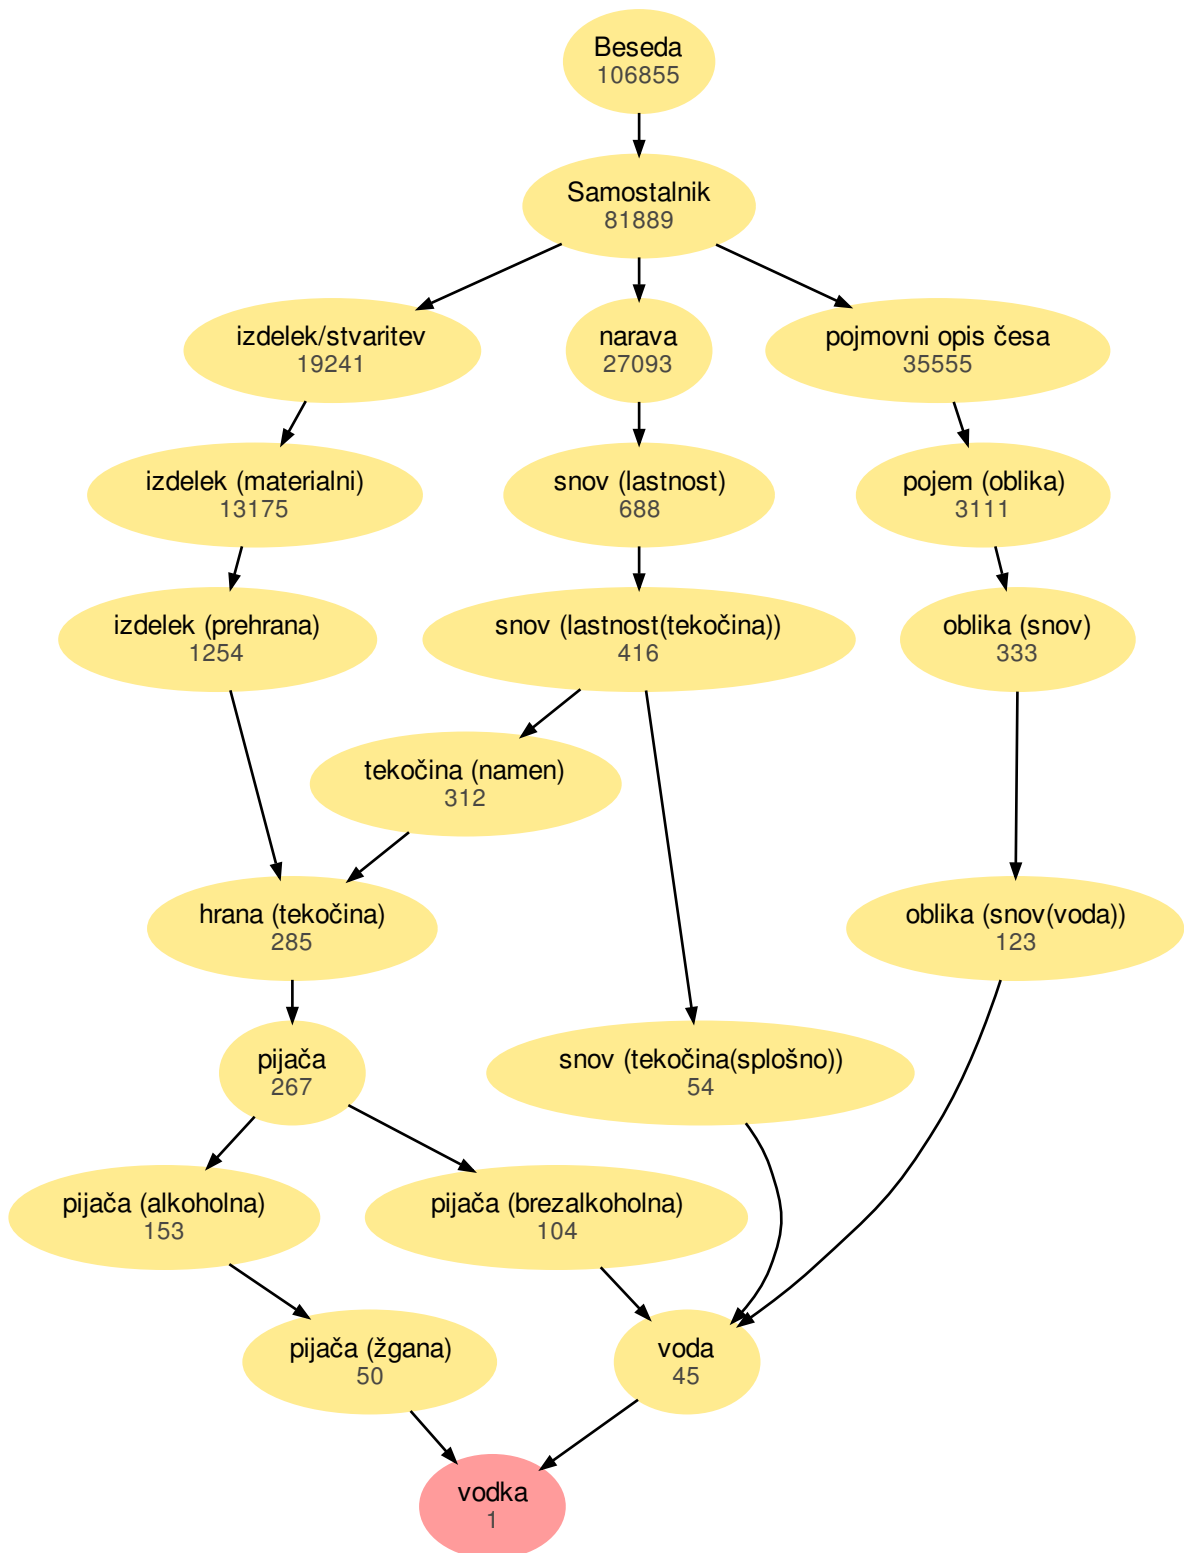 Beseda
106855
Samostalnik
81889
izdelek/stvaritev
19241
narava
27093
pojmovni opis česa
35555
izdelek (materialni)
13175
snov (lastnost)
688
pojem (oblika)
3111
izdelek (prehrana)
1254
snov (lastnost(tekočina))
416
oblika (snov)
333
tekočina (namen)
312
hrana (tekočina)
285
oblika (snov(voda))
123
pijača
267
snov (tekočina(splošno))
54
pijača (alkoholna)
153
pijača (brezalkoholna)
104
pijača (žgana)
50
voda
45
vodka
1